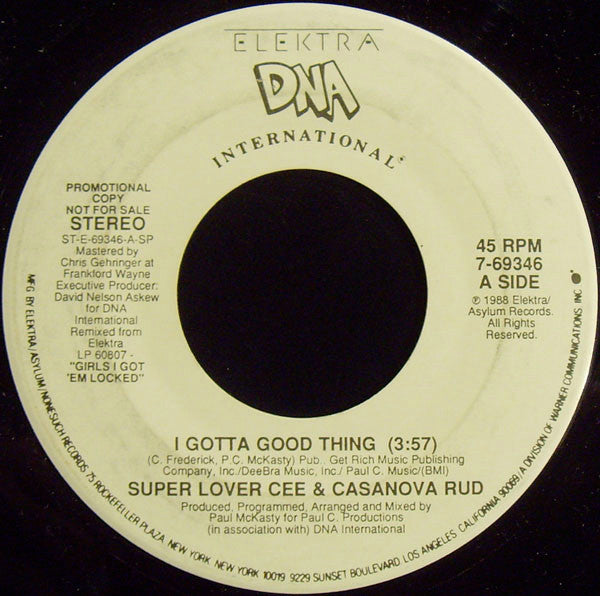 ELEKTRA
DNA
INTERNATIONAL
PROMOTIONAL
COPY
NOT FOR SALE
STEREO
ST-E-69346-A-SP
Mastered by
Chris Gehringer at
Frankford Wayne
Executive Producer:
David Nelson Askew
for DNA
International
Remixed from
Elektra
LP 60807 -
"GIRLS I GOT
'EM LOCKED"
45 RPM
7-69346
A SIDE
℗ 1988 Elektra/
Asylum Records.
All Rights
Reserved.
I GOTTA GOOD THING (3:57)
(C. Frederick, P.C. McKasty) Pub., Get Rich Music Publishing
Company, Inc./DeeBra Music, Inc./ Paul C. Music/(BMI)
SUPER LOVER CEE & CASANOVA RUD
Produced, Programmed, Arranged and Mixed by
Paul McKasty for Paul C. Productions
(in association with) DNA International
MFG BY ELEKTRA/ASYLUM/NONESUCH RECORDS 75 ROCKEFELLER PLAZA, NEW YORK, NEW YORK 10019 9229 SUNSET BOULEVARD LOS ANGELES, CALIFORNIA 90069 / A DIVISION OF WARNER COMMUNICATIONS INC